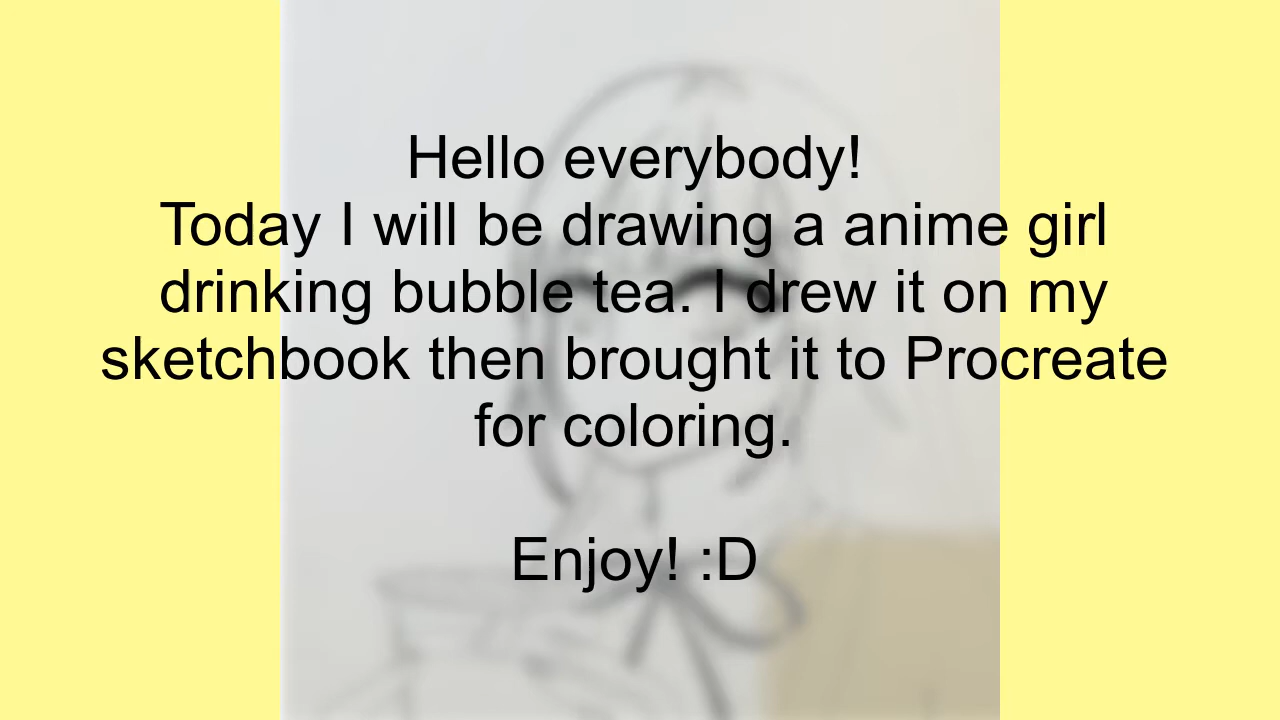 Hello everybody!
Today I will be drawing a anime girl
drinking bubble tea. I drew it on my
sketchbook then brought it to Procreate
for coloring.
Enjoy! :D